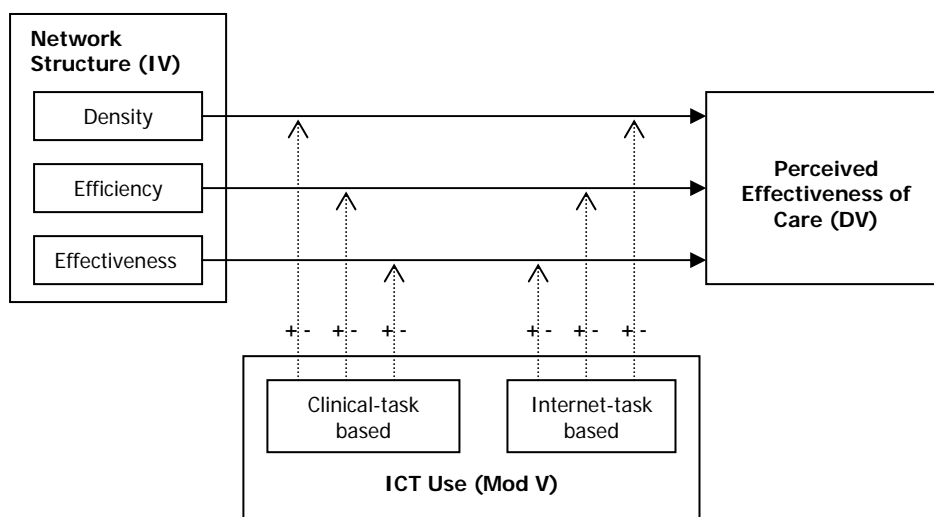 Network
Structure (IV)
Density
Efficiency
Effectiveness
Perceived
Effectiveness of
Care (DV)
+ - + - + - + - + - + -
Clinical-task
based
Internet-task
based
ICT Use (Mod V)